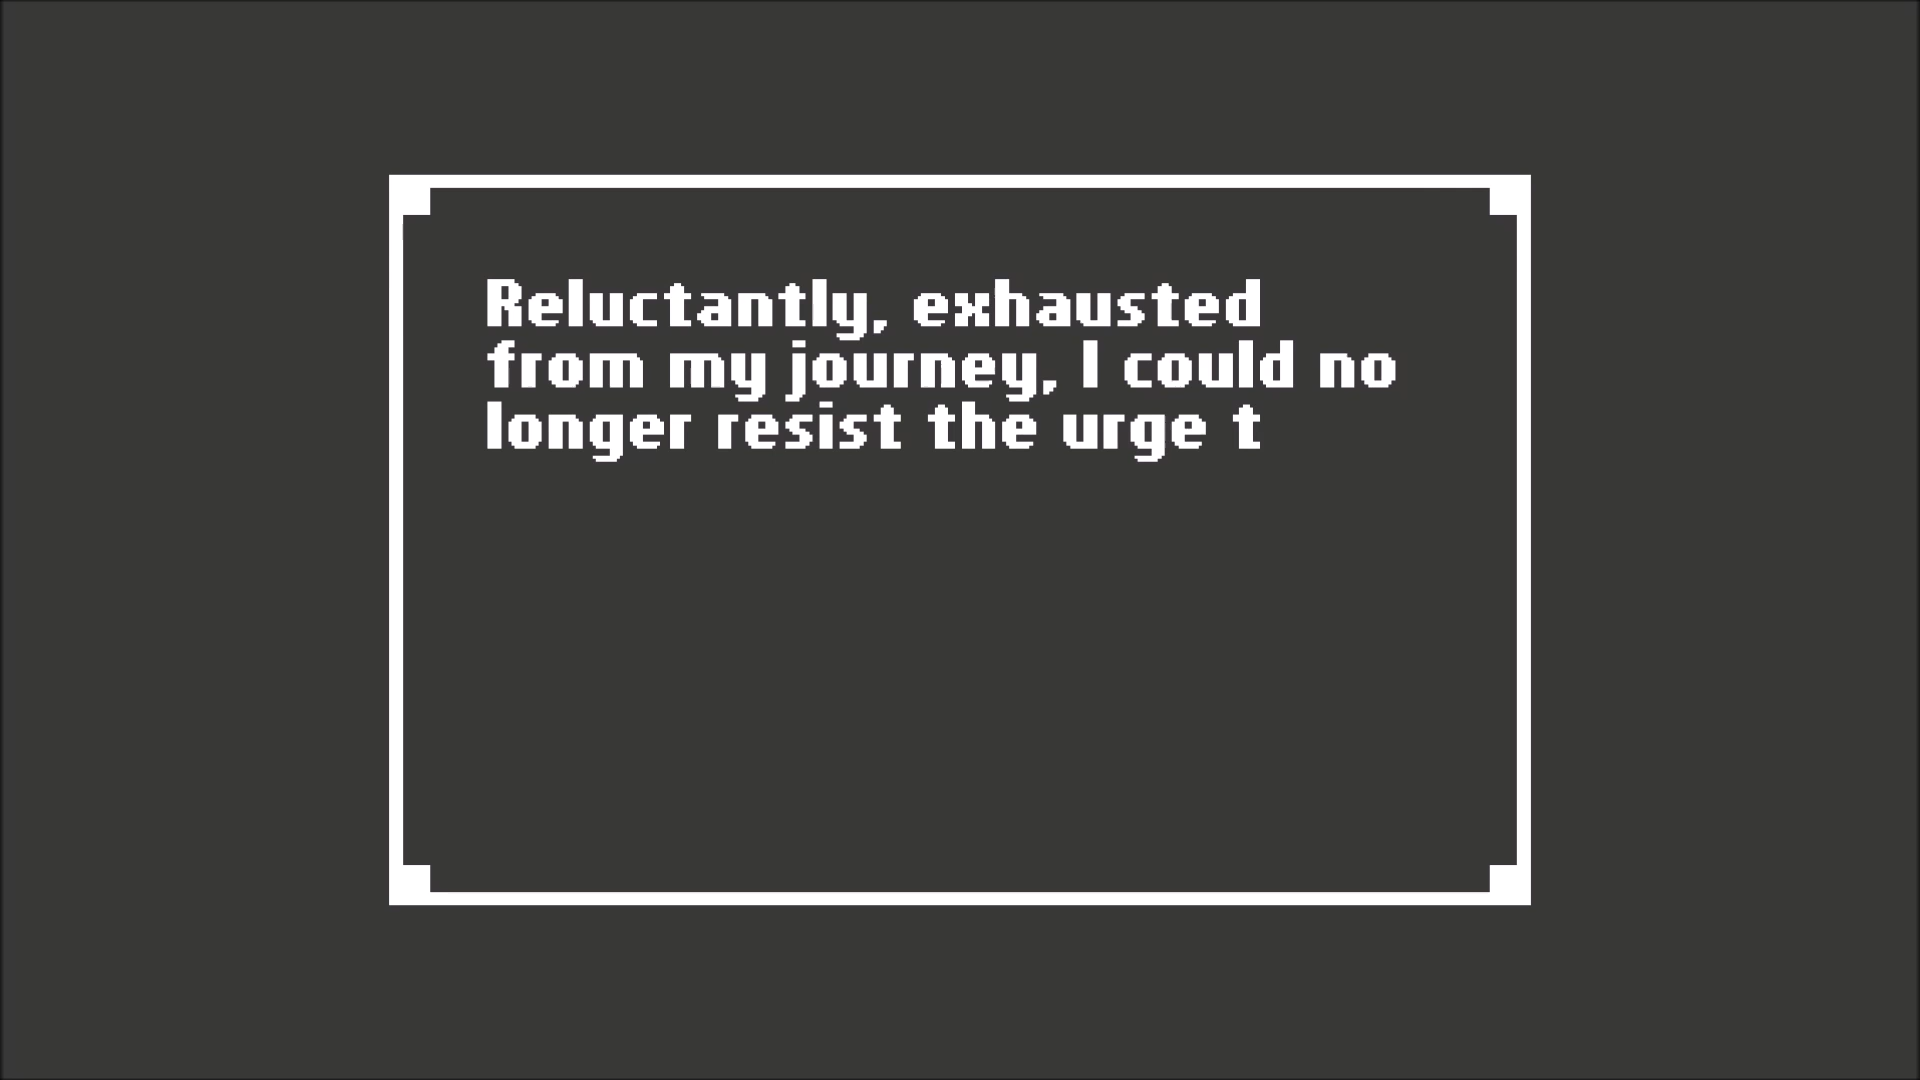 Reluctantly, exhausted
from my journey, I could no
longer resist the urge t